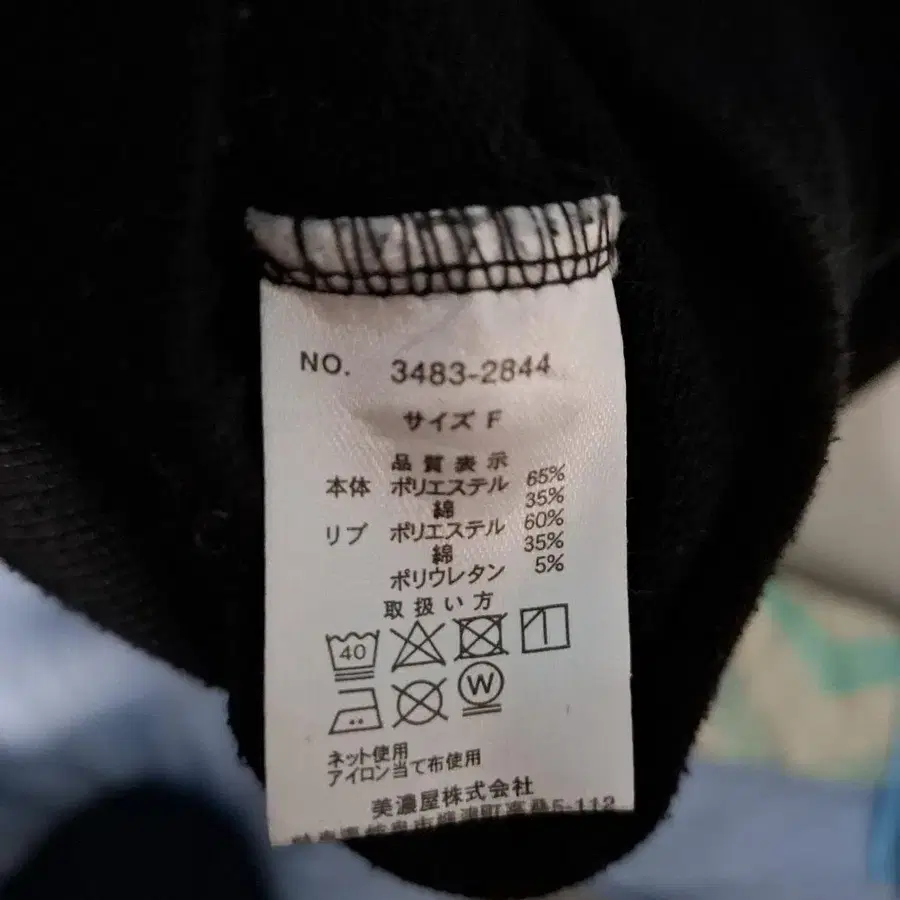 NO. 3483-2844
サイズ F
品質表示
本体 ポリエステル 65%
綿 35%
リブ ポリエステル 60%
綿 35%
ポリウレタン 5%
取扱い方
40
W
ネット使用
アイロン当て布使用
美濃屋株式会社
5-112